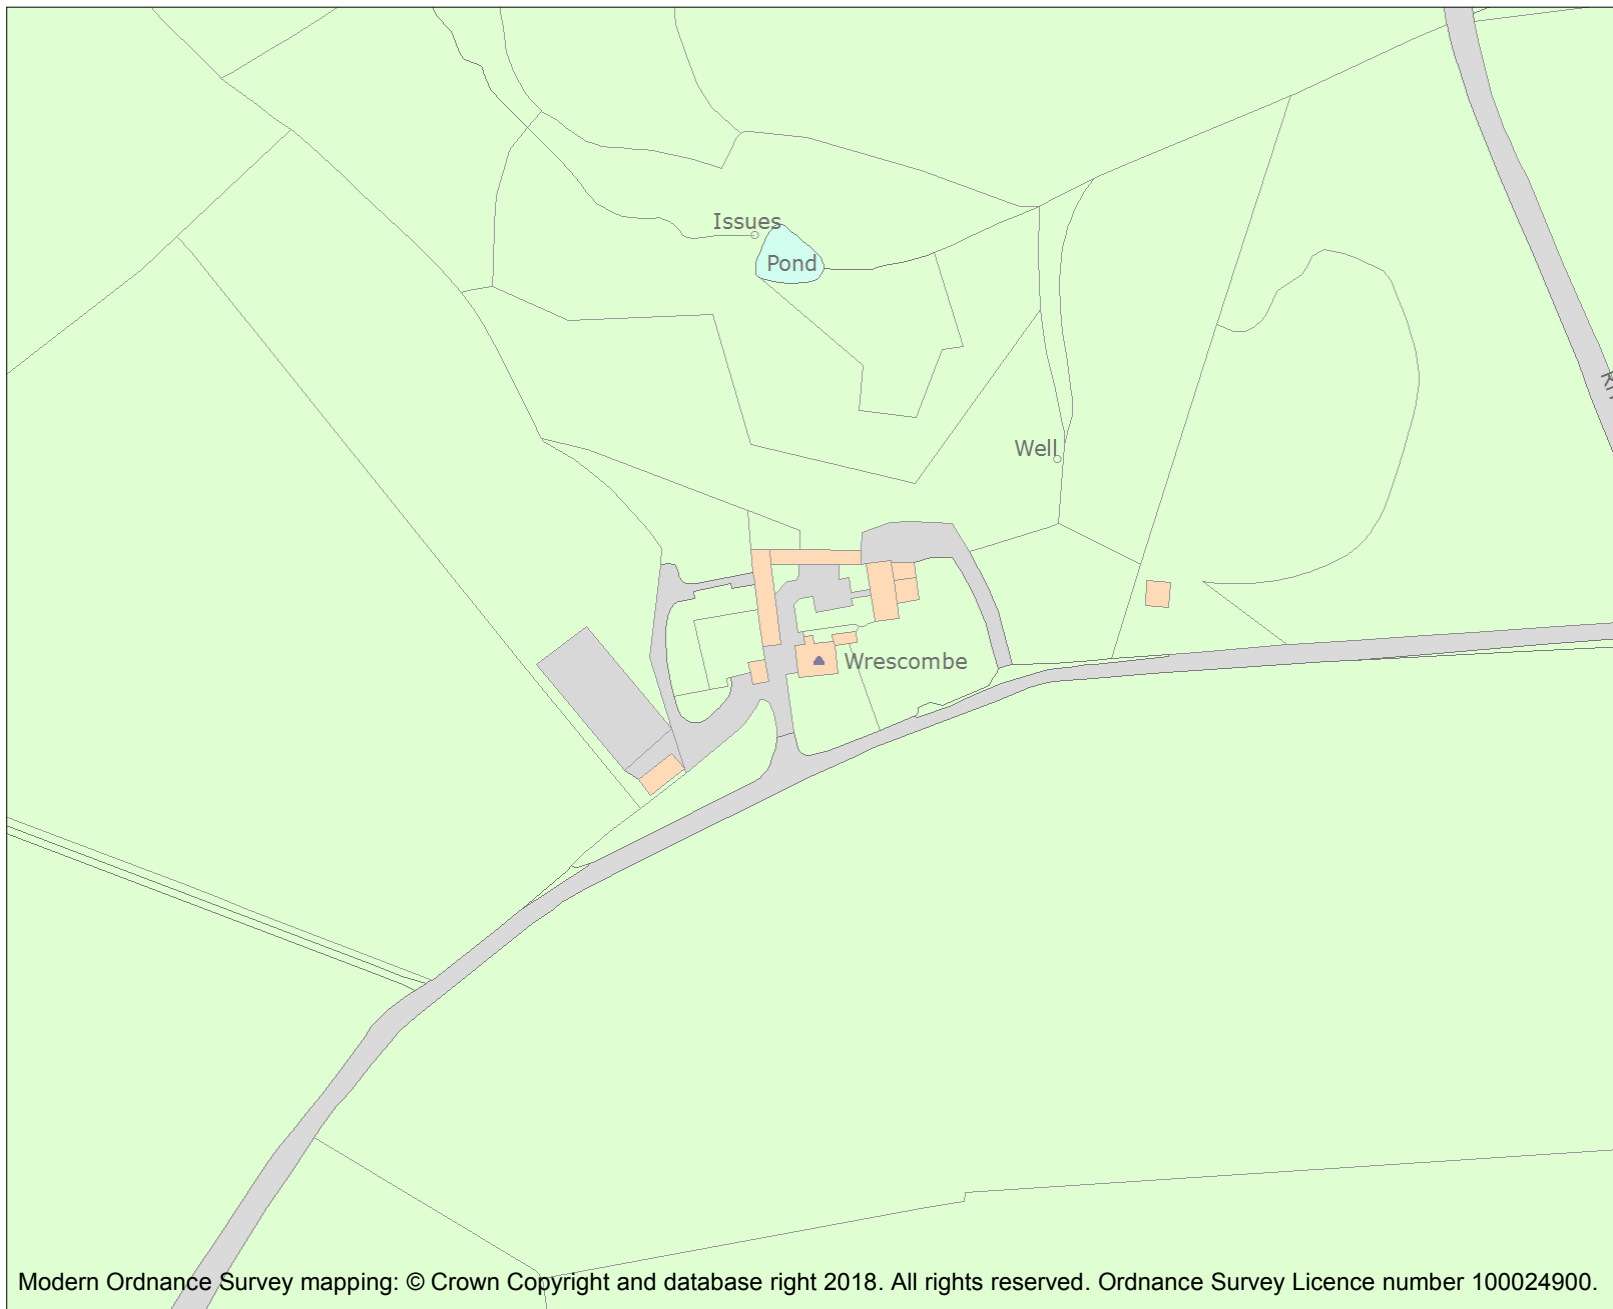 Issues
Pond
Well
Wrescombe
Modern Ordnance Survey mapping: © Crown Copyright and database right 2018. All rights reserved. Ordnance Survey Licence number 100024900.